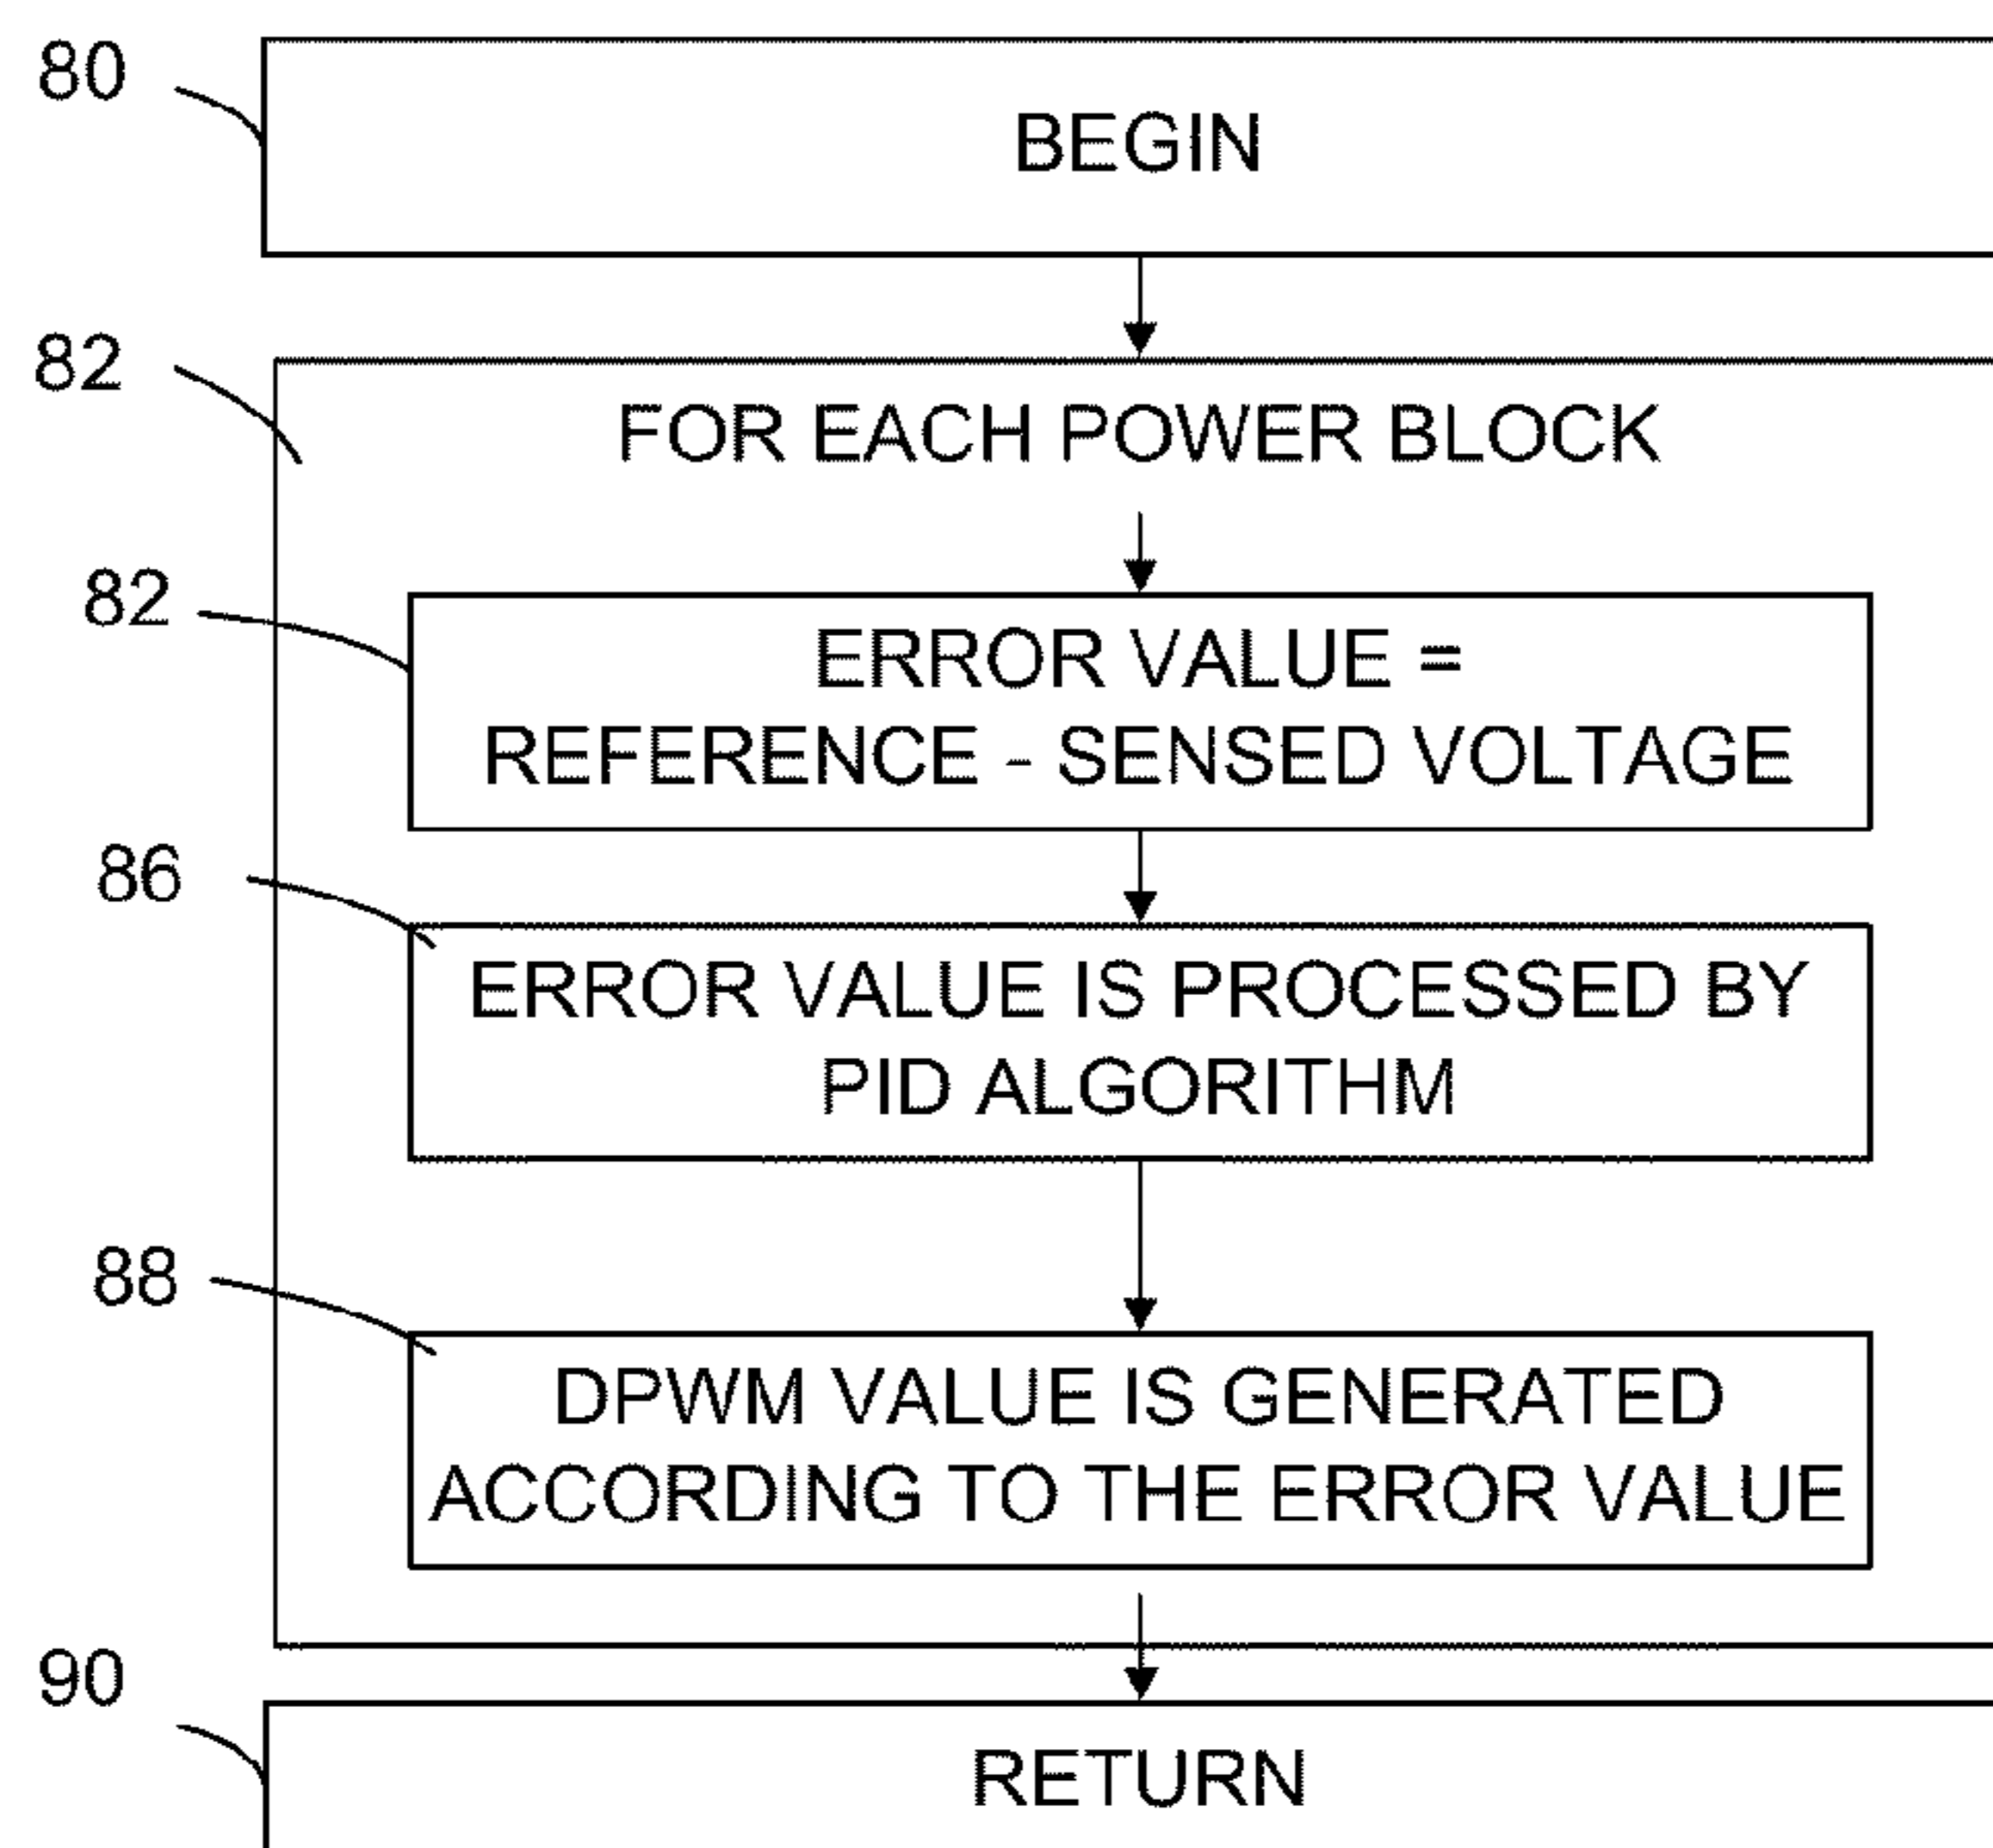 80
BEGIN
82
FOR EACH POWER BLOCK
82
ERROR VALUE =
REFERENCE - SENSED VOLTAGE
86
ERROR VALUE IS PROCESSED BY
PID ALGORITHM
88
DPWM VALUE IS GENERATED
ACCORDING TO THE ERROR VALUE
90
RETURN